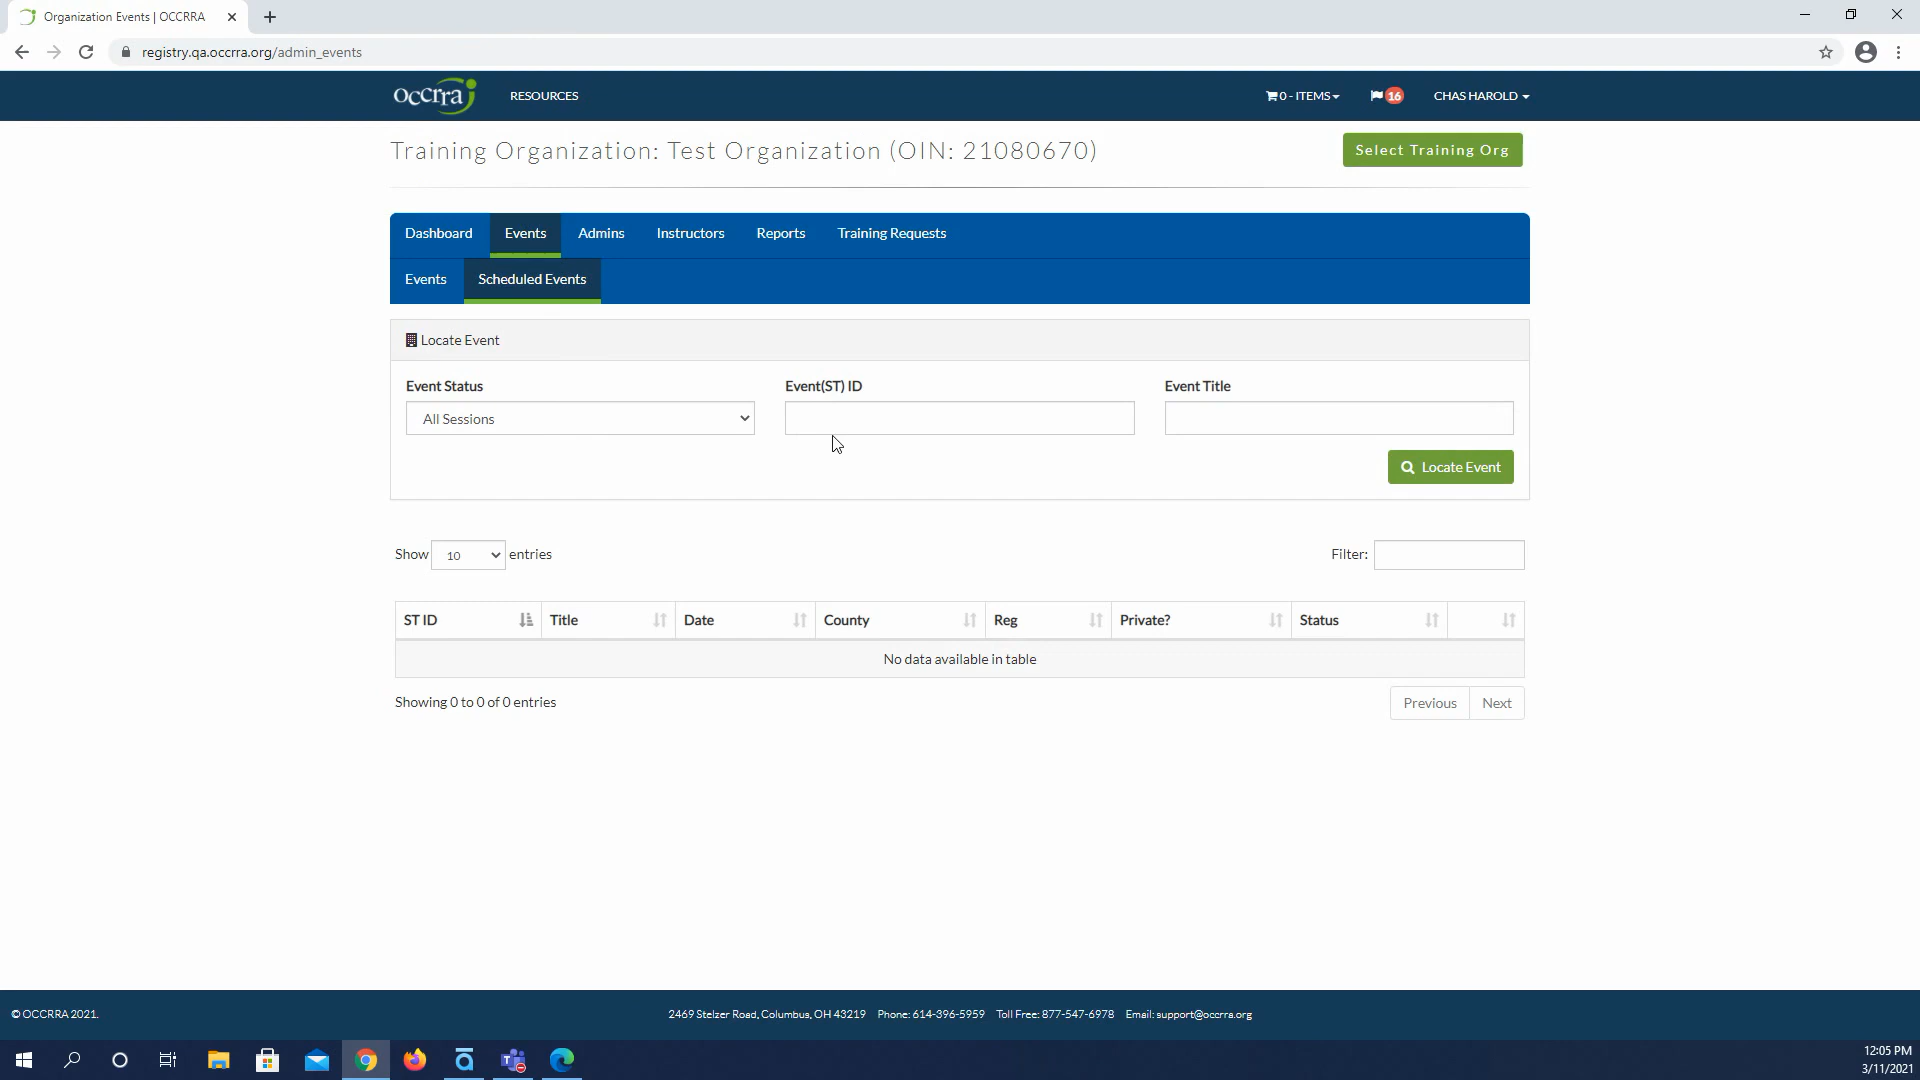 Organization Events | OCCRRA
registry.qa.occrra.org/admin_events
occrra RESOURCES 0 - ITEMS 16 CHAS HAROLD
Training Organization: Test Organization (OIN: 21080670) Select Training Org
Dashboard Events Admins Instructors Reports Training Requests
Events Scheduled Events
Locate Event
Event Status Event(ST) ID Event Title
All Sessions
Locate Event
Show 10 entries Filter:
ST ID Title Date County Reg Private? Status
No data available in table
Showing 0 to 0 of 0 entries Previous Next
© OCCRRA 2021. 2469 Stelzer Road, Columbus, OH 43219 Phone: 614-396-5959 Toll Free: 877-547-6978 Email: support@occrra.org
12:05 PM
3/11/2021